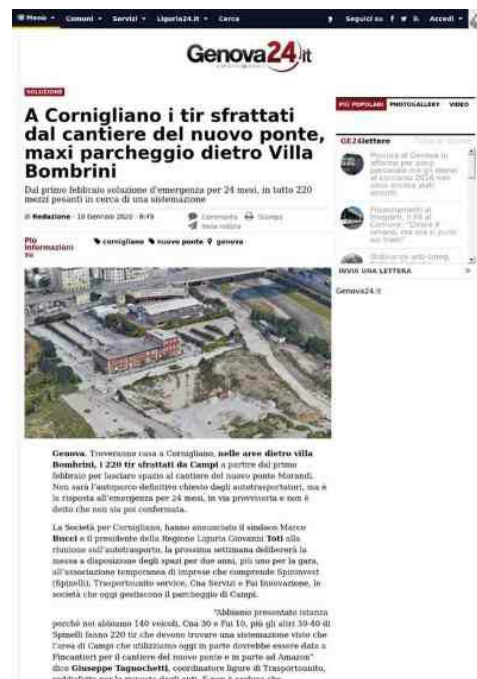 Menù Comuni Servizi Liguria24.it Cerca Seguici su Accedi
Genova24.it
SOLUZIONE
A Cornigliano i tir sfrattati
dal cantiere del nuovo ponte,
maxi parcheggio dietro Villa
Bombrini
Dal primo febbraio soluzione d'emergenza per 24 mesi, in tutto 220
mezzi pesanti in cerca di una sistemazione
di Redazione - 10 Gennaio 2020 - 8:49
Commenta Stampa
Invia notizia
Più
informazioni
su
cornigliano nuovo ponte genova
PIÙ POPOLARI PHOTOGALLERY VIDEO
GE24lettere
INVIA UNA LETTERA
Genova24.it
Genova. Troveranno casa a Cornigliano, nelle aree dietro villa
Bombrini, i 220 tir sfrattati da Campi a partire dal primo
febbraio per lasciare spazio al cantiere del nuovo ponte Morandi.
Non sarà l'autoparco definitivo chiesto dagli autotrasportatori, ma è
la risposta all'emergenza per 24 mesi, in via provvisoria e non è
detto che non sia poi confermata.
La Società per Cornigliano, hanno annunciato il sindaco Marco
Bucci e il presidente della Regione Liguria Giovanni Toti alla
riunione sull'autotrasporto, la prossima settimana delibererà la
messa a disposizione degli spazi per due anni, più uno per la gara,
all'associazione temporanea di imprese che comprende Spininvest
(Spinelli), Trasportounito service, Cna Servizi e Fai Innovazione, le
società che oggi gestiscono il parcheggio di Campi.
"Abbiamo presentato istanza
perché noi abbiamo 140 veicoli, Cna 30 e Fai 10, più gli altri 30-40 di
Spinelli fanno 220 tir che devono trovare una sistemazione visto che
l'area di Campi che utilizziamo oggi in parte dovrebbe essere data a
Fincantieri per il cantiere del nuovo ponte e in parte ad Amazon"
dice Giuseppe Tagnochetti, coordinatore ligure di Trasportounito,